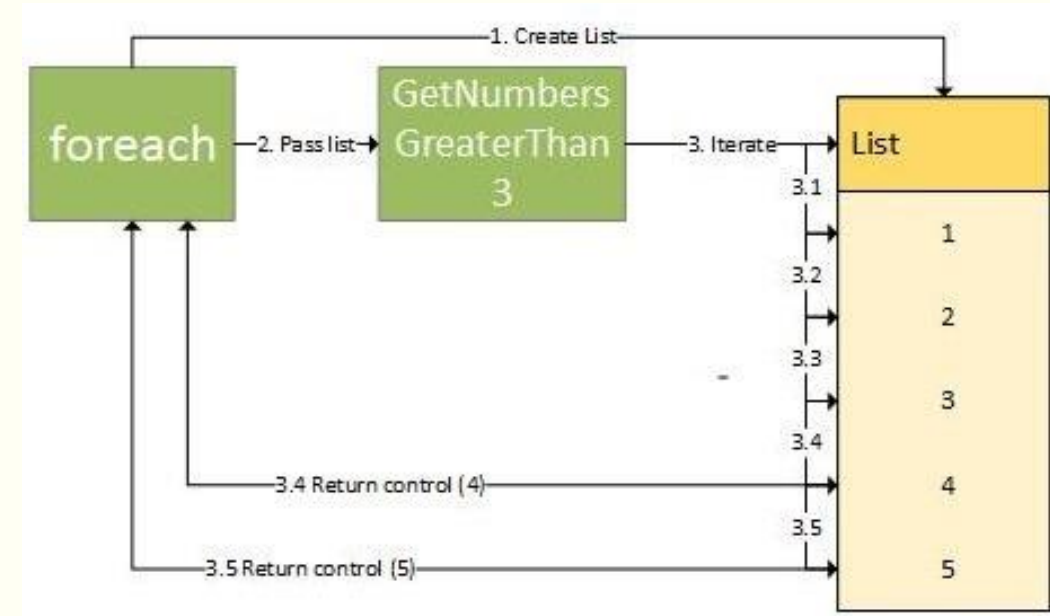 1. Create List
foreach
2. Pass list
GetNumbers
GreaterThan
3
3. Iterate
List
3.1
1
3.2
2
3.3
3
3.4
3.4 Return control (4)
4
3.5
3.5 Return control (5)
5